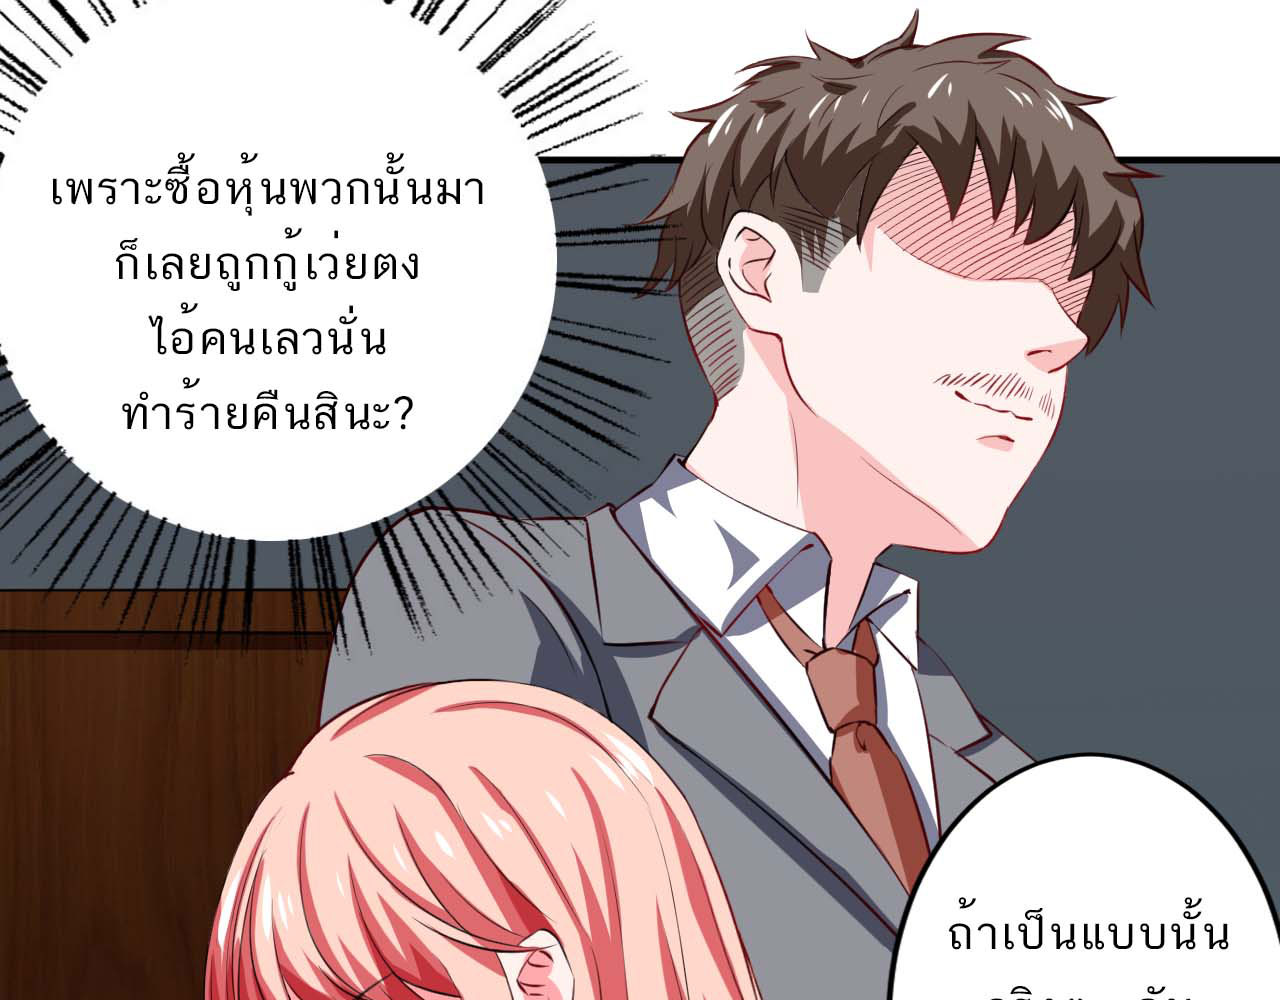 เพราะซื้อหุ้นพวกนั้นมา
ก็เลยถูกกู้เว่ยตง
ไอ้คนเลวนั่น
ทำร้ายคืนสินะ?
ถ้าเป็นแบบนั้น